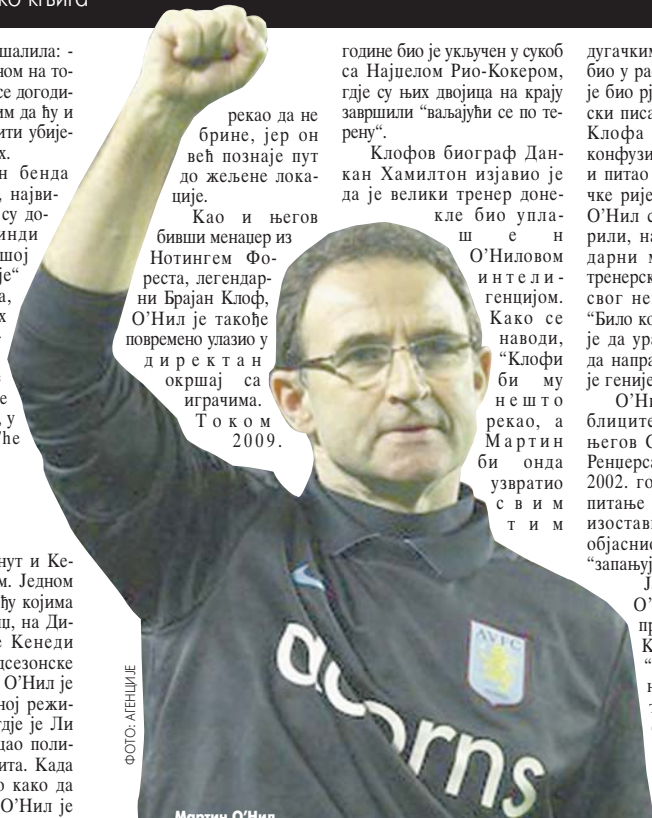 шалила: -
ном на то-
се догоди-
им да ћу и
ити убије-
х.
н бенда
, најви-
су до-
инди
шој
је“
а,
х
е
, у
The
нут и Ке-
м. Једном
ђу којима
ш, на Ди-
е Кенеди
дсезонске
О'Нил је
ној режи-
гдје је Ли
цао поли-
ита. Када
о како да
О'Нил је
рекао да не
брине, јер он
већ познаје пут
до жељене лока-
ције.
Као и његов
бивши менаџер из
Нотингем Фо-
реста, легендар-
ни Брајан Клоф,
О'Нил је такође
повремено улазио у
директан
окршај са
играчима.
Током
2009.
године био је укључен у сукоб
са Најџелом Рио-Кокером,
гдје су њих двојица на крају
завршили “ваљајући се по те-
рену“.
Клофов биограф Дан-
кан Хамилтон изјавио је
да је велики тренер доне-
кле био упла-
шен
О'Ниловом
интели-
генцијом.
Како се
наводи,
“Клофи
би му
нешто
рекао, а
Мартин
би онда
узвратио
свим
тим
дугачким
био у ра
је био рј
ски писа
Клофа
конфузи
и питао
чке рије
О'Нил с
рили, на
дарни м
тренерск
свог не
“Било ко
је да ура
да напра
је геније
О'Ни
блиците
његов С
Ренџерса
2002. го
питање
изостави
објаснио
“запањуј
Ј
О'
пр
К
“
н
ФОТО: АГЕНЦИЈЕ
AVFC
acorns
Мартин О'Нил